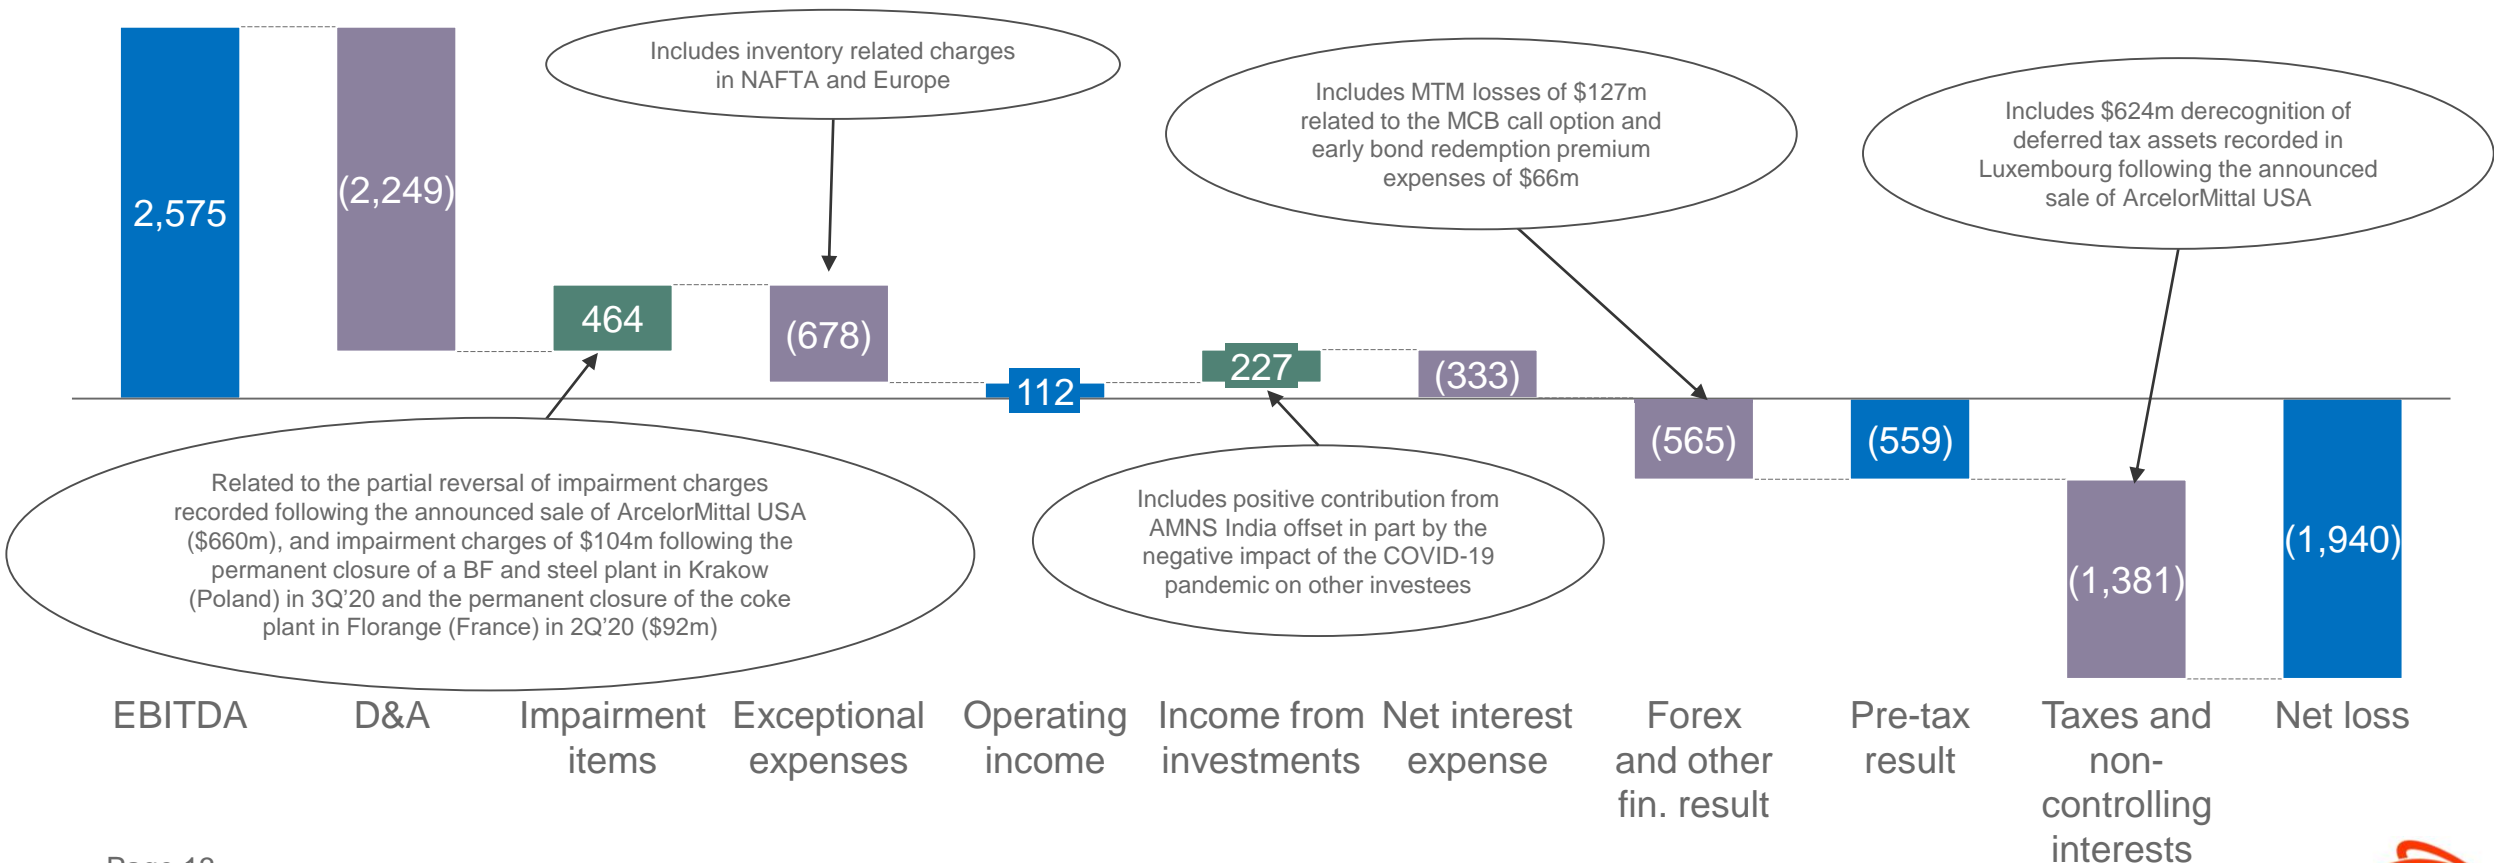 Includes inventory related charges
in NAFTA and Europe
Includes MTM losses of $127m
related to the MCB call option and
early bond redemption premium
expenses of $66m
Includes $624m derecognition of
deferred tax assets recorded in
Luxembourg following the announced
sale of ArcelorMittal USA
2,575
(2,249)
464
(678)
112
227
(333)
(565)
(559)
(1,381)
(1,940)
Related to the partial reversal of impairment charges
recorded following the announced sale of ArcelorMittal USA
($660m), and impairment charges of $104m following the
permanent closure of a BF and steel plant in Krakow
(Poland) in 3Q’20 and the permanent closure of the coke
plant in Florange (France) in 2Q’20 ($92m)
Includes positive contribution from
AMNS India offset in part by the
negative impact of the COVID-19
pandemic on other investees
EBITDA
D&A
Impairment
items
Exceptional
expenses
Operating
income
Income from
investments
Net interest
expense
Forex
and other
fin. result
Pre-tax
result
Taxes and
non-
controlling
interests
Net loss
Page